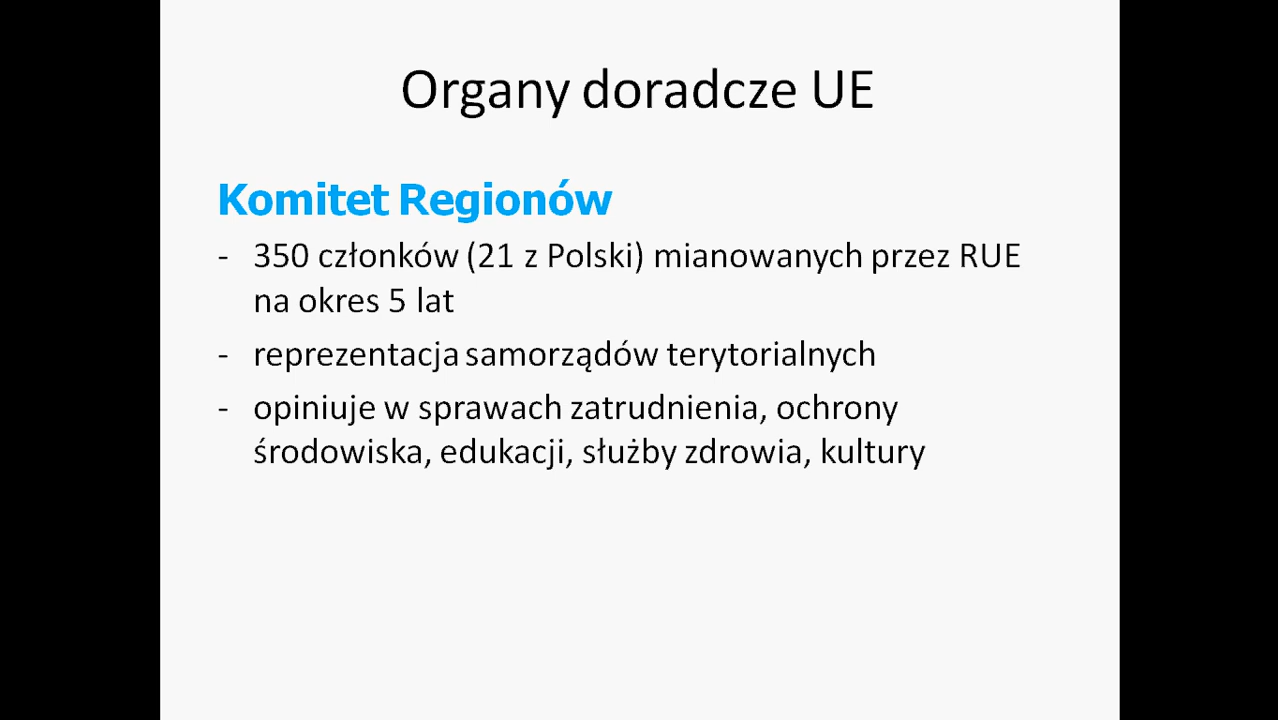 Organy doradcze UE
Komitet Regionów
- 350 członków (21 z Polski) mianowanych przez RUE
na okres 5 lat
- reprezentacja samorządów terytorialnych
- opiniuje w sprawach zatrudnienia, ochrony
środowiska, edukacji, służby zdrowia, kultury